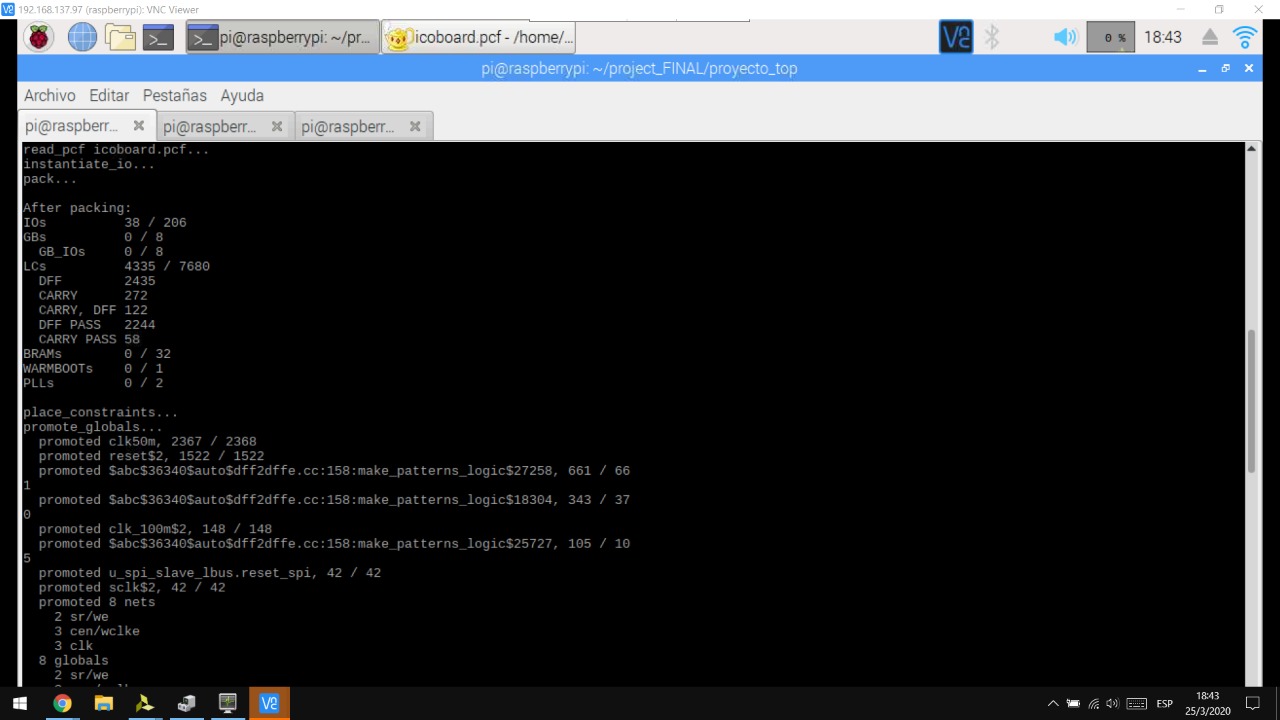 192.168.137.97 (raspberrypi): VNC Viewer
pi@raspberrypi: ~/pr...
icoboard.pcf - /home/...
0 %
18:43
pi@raspberrypi: ~/project_FINAL/proyecto_top
Archivo Editar Pestañas Ayuda
pi@raspberr... pi@raspberr... pi@raspberr...
read_pcf icoboard.pcf...
instantiate_io...
pack...
After packing:
IOs 38 / 206
GBs 0 / 8
GB_IOs 0 / 8
LCs 4335 / 7680
DFF 2435
CARRY 272
CARRY, DFF 122
DFF PASS 2244
CARRY PASS 58
BRAMs 0 / 32
WARMBOOTs 0 / 1
PLLs 0 / 2
place_constraints...
promote_globals...
promoted clk50m, 2367 / 2368
promoted reset$2, 1522 / 1522
promoted $abc$36340$auto$dff2dffe.cc:158:make_patterns_logic$27258, 661 / 66
1
promoted $abc$36340$auto$dff2dffe.cc:158:make_patterns_logic$18304, 343 / 37
0
promoted clk_100m$2, 148 / 148
promoted $abc$36340$auto$dff2dffe.cc:158:make_patterns_logic$25727, 105 / 10
5
promoted u_spi_slave_lbus.reset_spi, 42 / 42
promoted sclk$2, 42 / 42
promoted 8 nets
2 sr/we
3 cen/wclke
3 clk
8 globals
2 sr/we
18:43
ESP
25/3/2020